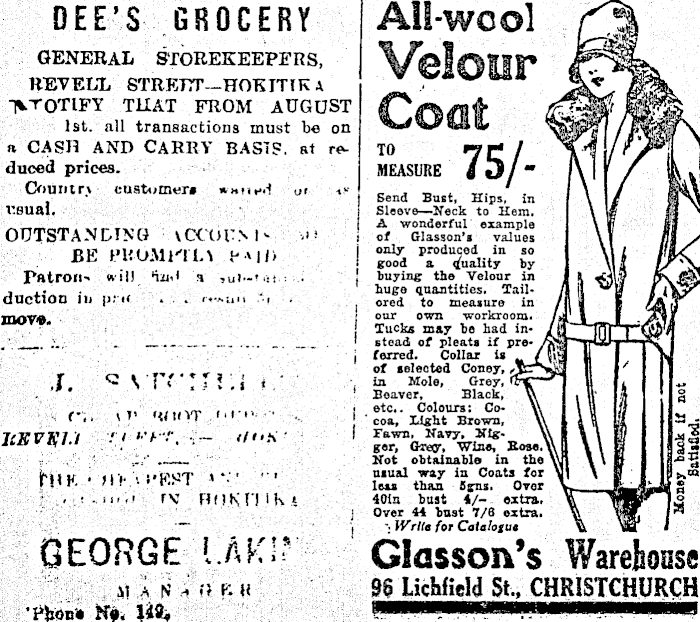 DEE'S GROCERY
GENERAL STOREKEEPERS,
REVELL STREET—HOKITIKA
NOTIFY THAT FROM AUGUST
1st. all transactions must be on
a CASH AND CARRY BASIS. at re-
duced prices.
Country customers waited on as
usual.
OUTSTANDING ACCOUNTS
BE PROMPTLY PAID
Patrons will find a
duction in
move.
J.
REVELL
THE CHEAPEST
IN HOKITIKA
GEORGE LAKIN
MANAGER
'Phone No. 142.
All-wool
Velour
Coat
TO
MEASURE 75/-
Send Bust, Hips, in
Sleeve—Neck to Hem.
A wonderful example
of Glasson's values
only produced in so
good a quality by
buying the Velour in
huge quantities. Tail-
ored to measure in
our own workroom.
Tucks may be had in-
stead of pleats if pre-
ferred. Collar is
of selected Coney,
in Mole, Grey,
Beaver, Black,
etc.. Colours: Co-
coa, Light Brown,
Fawn, Navy, Nig-
ger, Grey, Wine, Rose.
Not obtainable in the
usual way in Coats for
less than 5gns. Over
40in bust 4/- extra.
Over 44 bust 7/6 extra.
Write for Catalogue
Money back if not
Satisfied.
Glasson's Warehouse
96 Lichfield St., CHRISTCHURCH